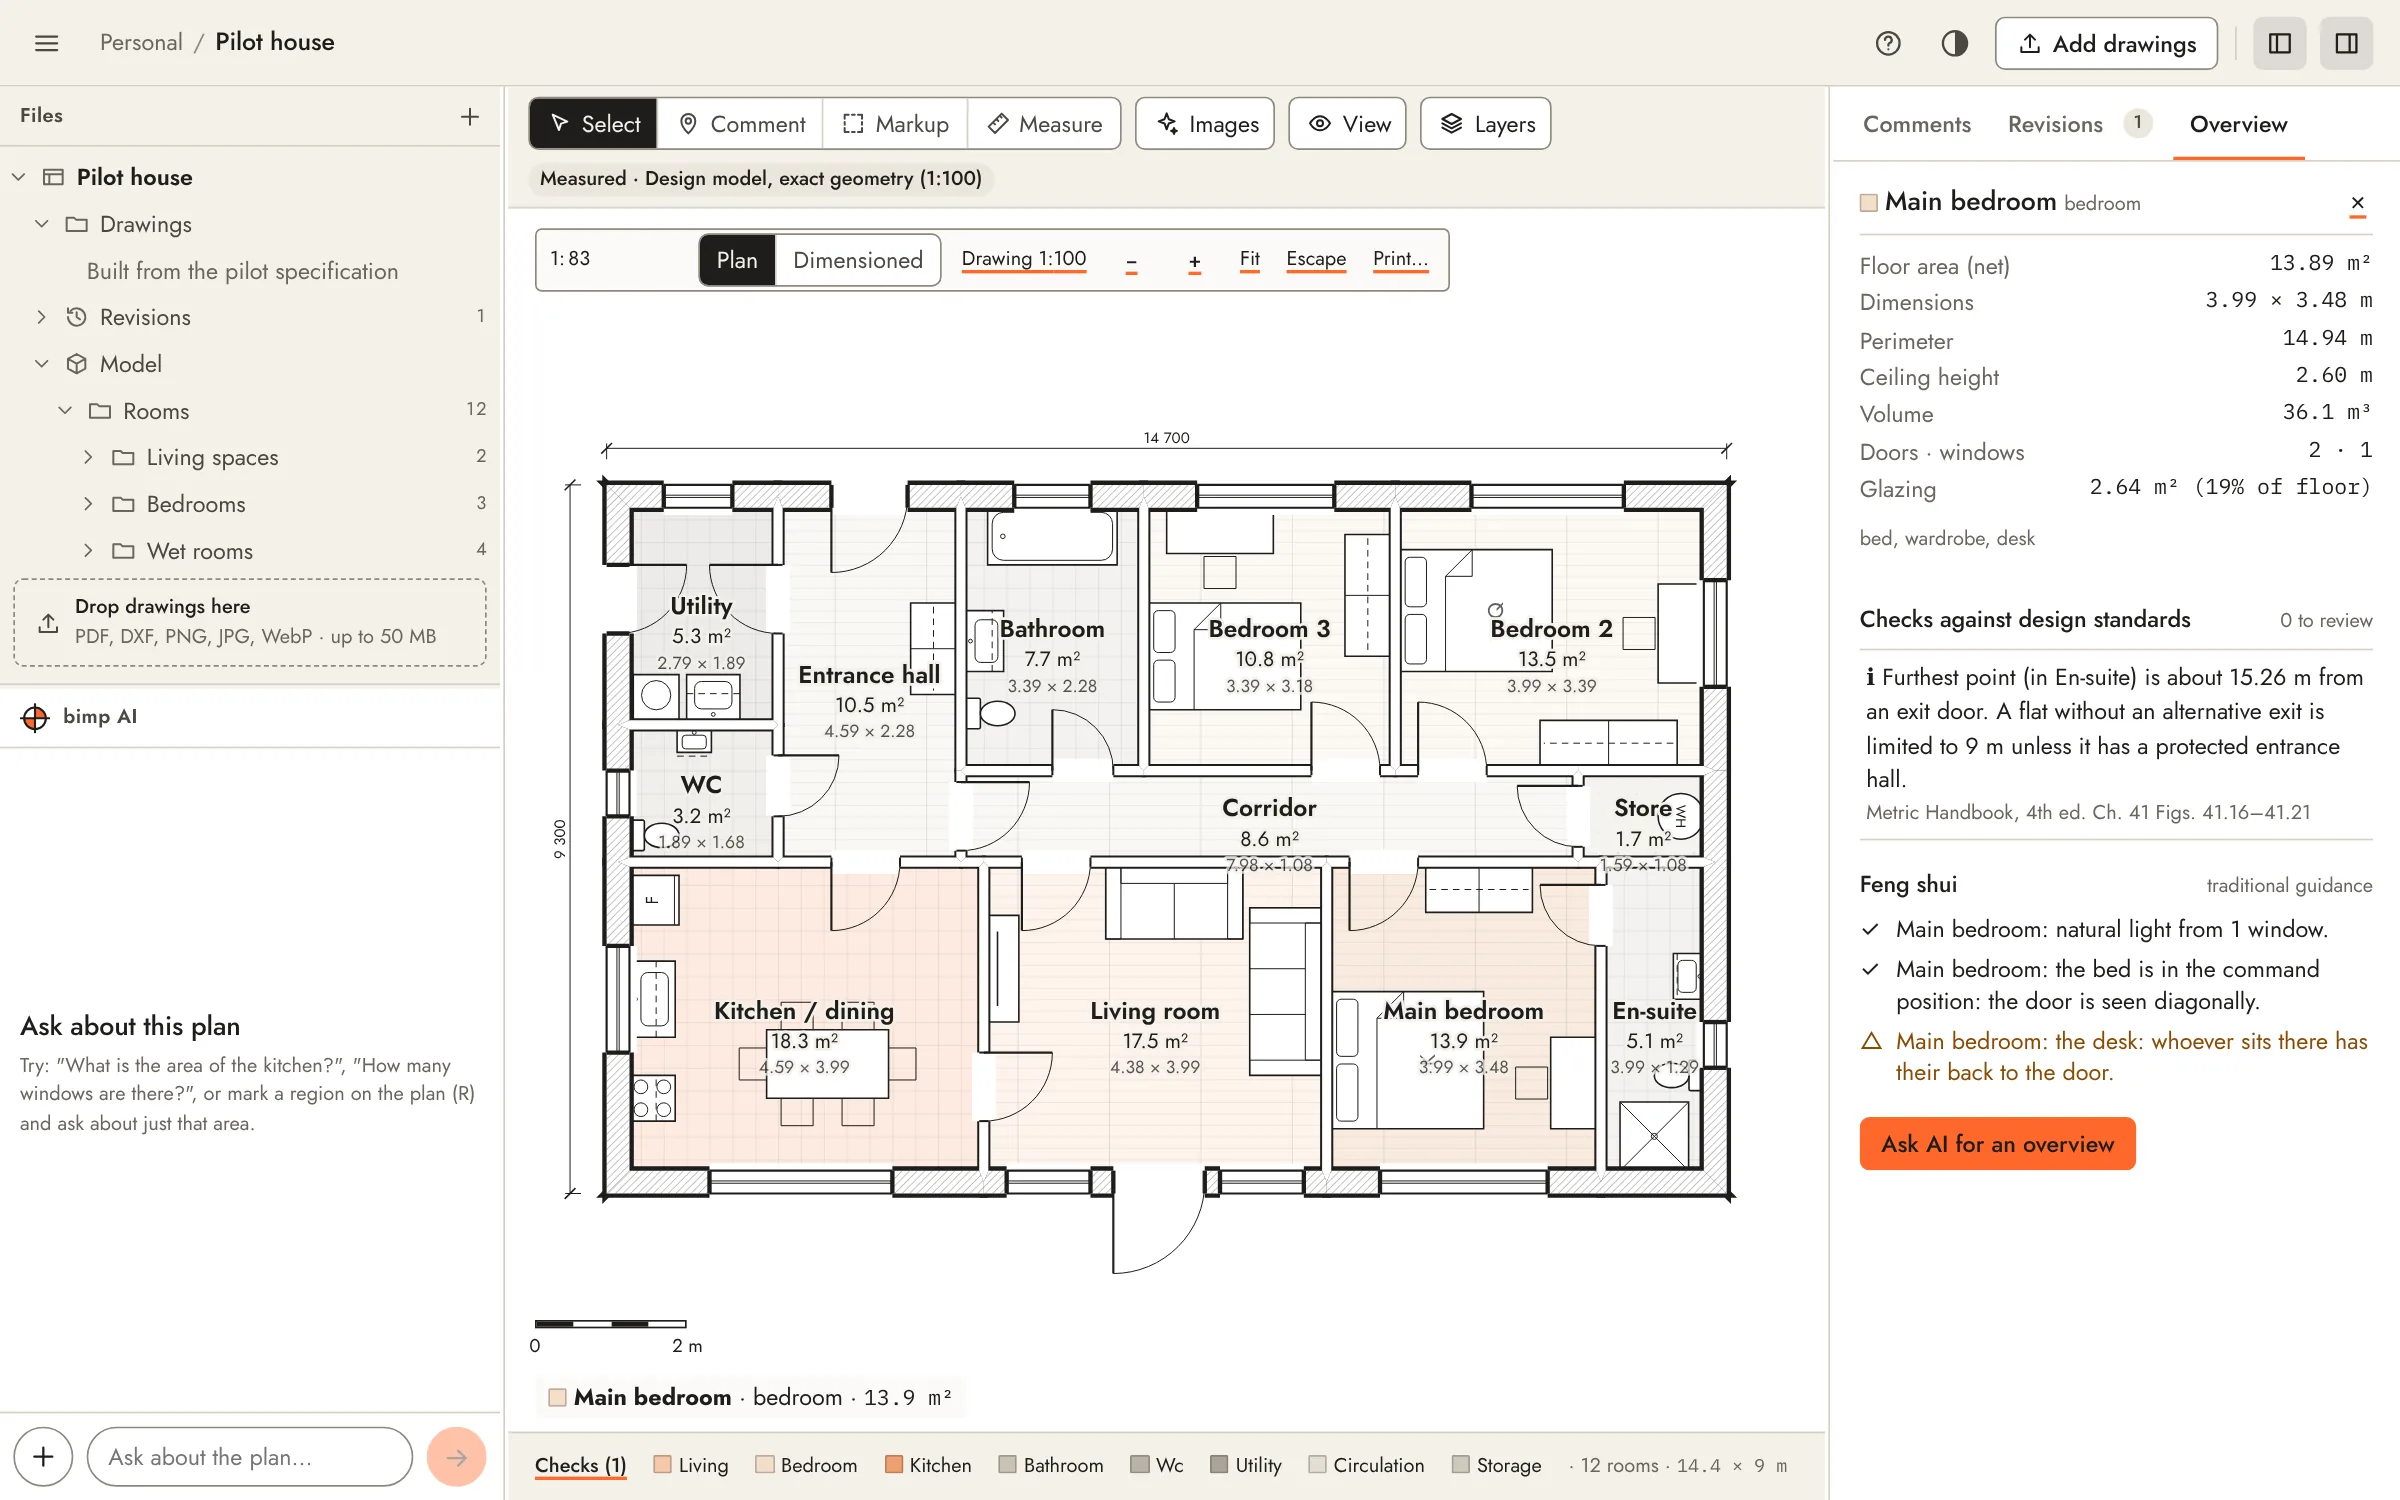 Personal / Pilot house
Add drawings
Files
Pilot house
Drawings
Built from the pilot specification
Revisions 1
Model
Rooms 12
Living spaces 2
Bedrooms 3
Wet rooms 4
Drop drawings here
PDF, DXF, PNG, JPG, WebP · up to 50 MB
bimp AI
Ask about this plan
Try: "What is the area of the kitchen?", "How many
windows are there?", or mark a region on the plan (R)
and ask about just that area.
Ask about the plan...
Select Comment Markup Measure Images View Layers
Measured · Design model, exact geometry (1:100)
1:83 Plan Dimensioned Drawing 1:100 − + Fit Escape Print...
14 700
9 300
Utility
5.3 m²
2.79 × 1.89
Entrance hall
10.5 m²
4.59 × 2.28
Bathroom
7.7 m²
3.39 × 2.28
Bedroom 3
10.8 m²
3.39 × 3.18
Bedroom 2
13.5 m²
3.99 × 3.39
WC
3.2 m²
1.89 × 1.68
Corridor
8.6 m²
7.98 × 1.08
Store
1.7 m²
1.59 × 1.08
WH
F
Kitchen / dining
18.3 m²
4.59 × 3.99
Living room
17.5 m²
4.38 × 3.99
Main bedroom
13.9 m²
3.99 × 3.48
En-suite
5.1 m²
3.99 × 1.29
0 2 m
Main bedroom · bedroom · 13.9 m²
Checks (1) Living Bedroom Kitchen Bathroom Wc Utility Circulation Storage · 12 rooms · 14.4 × 9 m
Comments Revisions 1 Overview
Main bedroom bedroom ×
Floor area (net) 13.89 m²
Dimensions 3.99 × 3.48 m
Perimeter 14.94 m
Ceiling height 2.60 m
Volume 36.1 m³
Doors · windows 2 · 1
Glazing 2.64 m² (19% of floor)
bed, wardrobe, desk
Checks against design standards 0 to review
i Furthest point (in En-suite) is about 15.26 m from
an exit door. A flat without an alternative exit is
limited to 9 m unless it has a protected entrance
hall.
Metric Handbook, 4th ed. Ch. 41 Figs. 41.16–41.21
Feng shui traditional guidance
Main bedroom: natural light from 1 window.
Main bedroom: the bed is in the command
position: the door is seen diagonally.
Main bedroom: the desk: whoever sits there has
their back to the door.
Ask AI for an overview